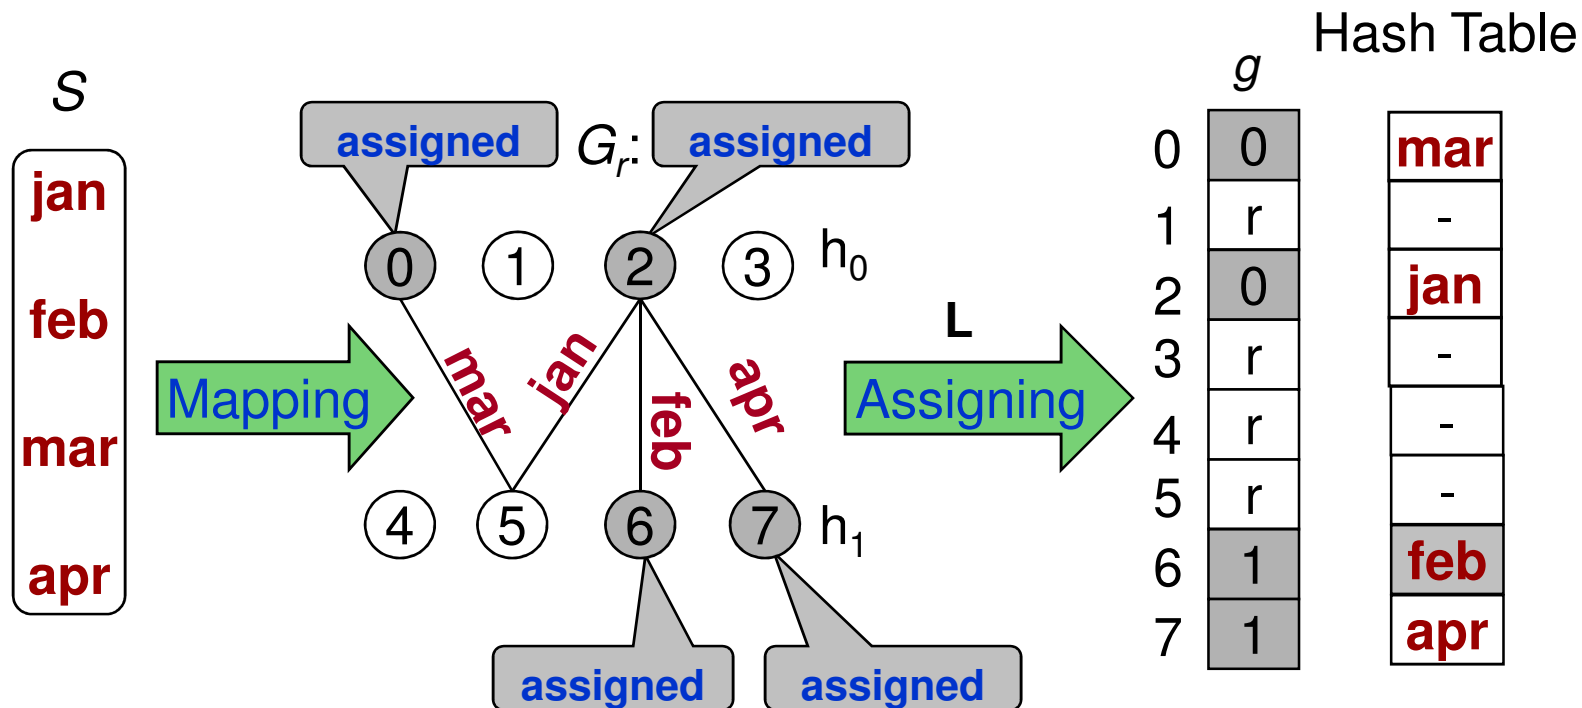 S
jan
feb
mar
apr
Mapping
assigned
G_r:
assigned
0 1 2 3 h_0
mar jan feb apr
4 5 6 7 h_1
assigned
assigned
L
Assigning
g
Hash Table
0 0 mar
1 r -
2 0 jan
3 r -
4 r -
5 r -
6 1 feb
7 1 apr